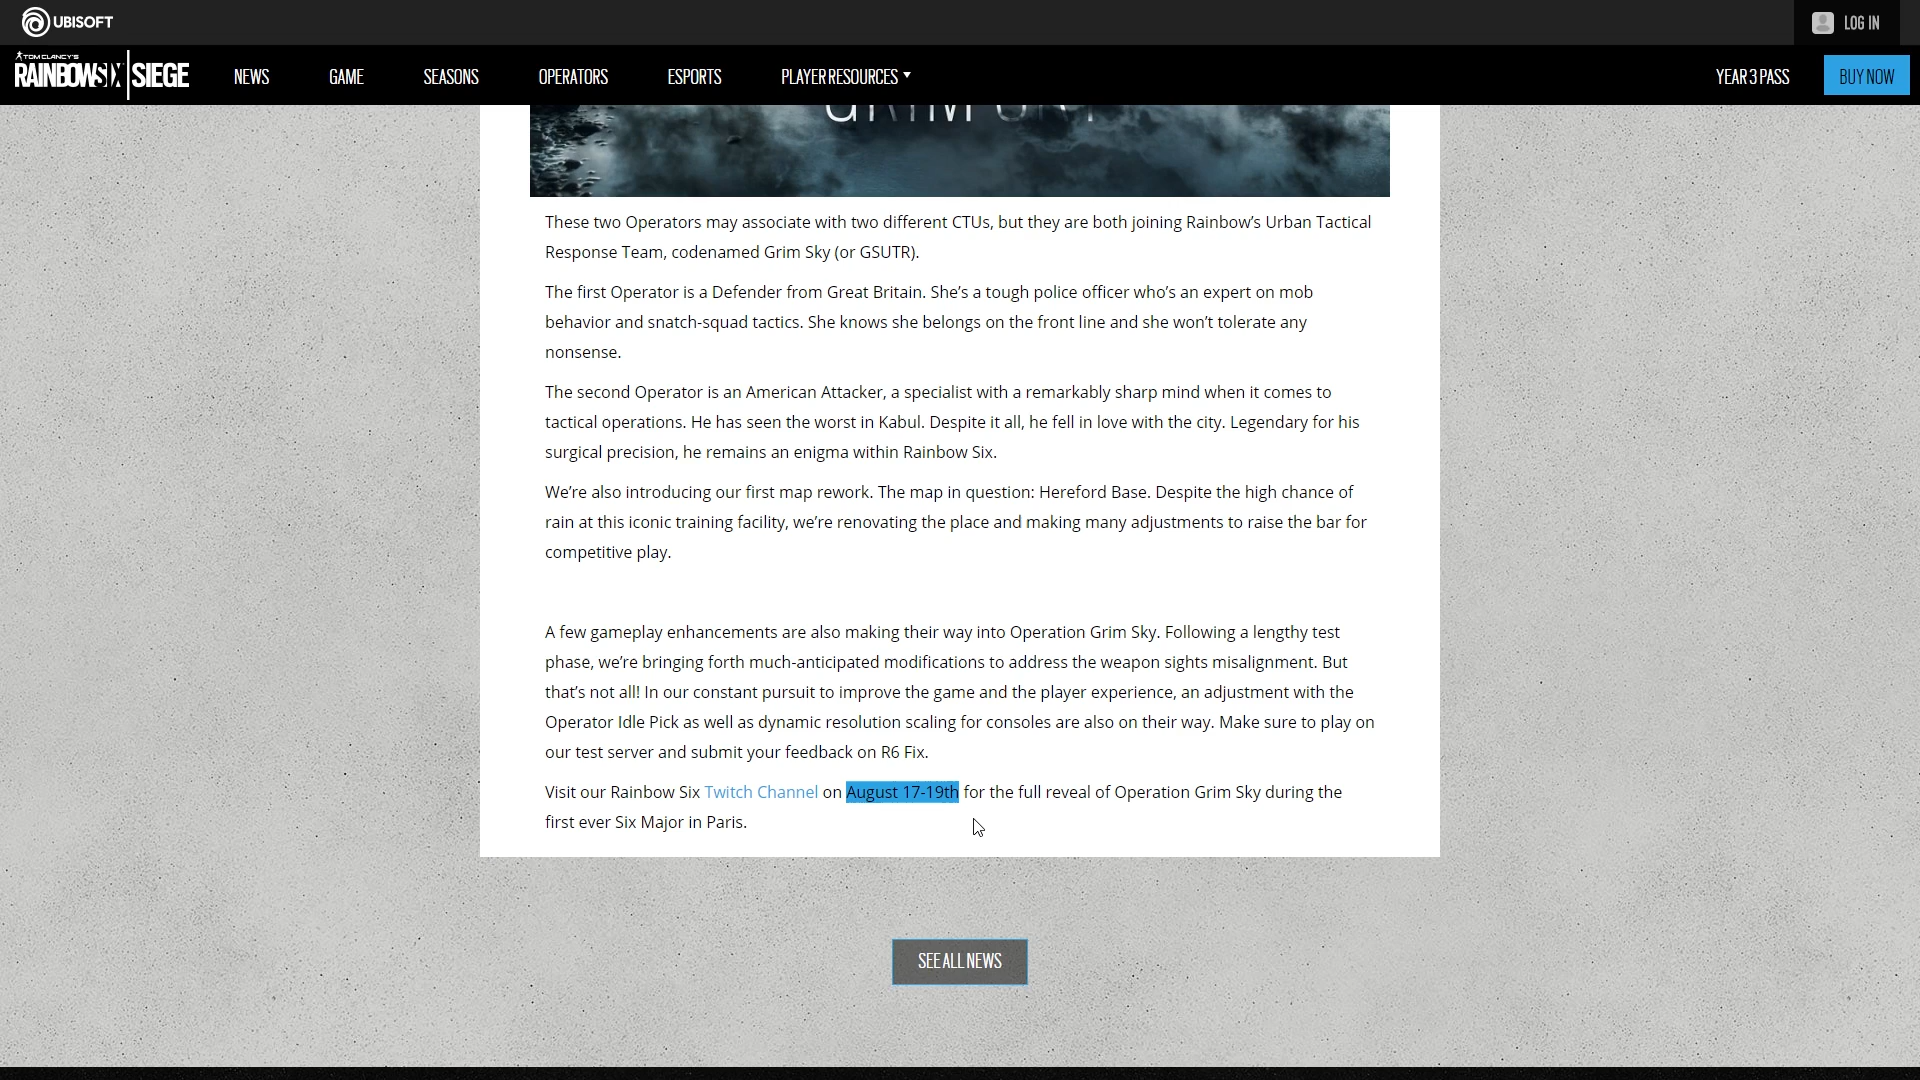 UBISOFT
LOG IN
TOM CLANCY'S
RAINBOWSIX | SIEGE
NEWS
GAME
SEASONS
OPERATORS
ESPORTS
PLAYER RESOURCES
YEAR 3 PASS
BUY NOW
GRIM SKY
These two Operators may associate with two different CTUs, but they are both joining Rainbow’s Urban Tactical
Response Team, codenamed Grim Sky (or GSUTR).
The first Operator is a Defender from Great Britain. She’s a tough police officer who’s an expert on mob
behavior and snatch-squad tactics. She knows she belongs on the front line and she won’t tolerate any
nonsense.
The second Operator is an American Attacker, a specialist with a remarkably sharp mind when it comes to
tactical operations. He has seen the worst in Kabul. Despite it all, he fell in love with the city. Legendary for his
surgical precision, he remains an enigma within Rainbow Six.
We’re also introducing our first map rework. The map in question: Hereford Base. Despite the high chance of
rain at this iconic training facility, we’re renovating the place and making many adjustments to raise the bar for
competitive play.
A few gameplay enhancements are also making their way into Operation Grim Sky. Following a lengthy test
phase, we’re bringing forth much-anticipated modifications to address the weapon sights misalignment. But
that’s not all! In our constant pursuit to improve the game and the player experience, an adjustment with the
Operator Idle Pick as well as dynamic resolution scaling for consoles are also on their way. Make sure to play on
our test server and submit your feedback on R6 Fix.
Visit our Rainbow Six Twitch Channel on August 17-19th for the full reveal of Operation Grim Sky during the
first ever Six Major in Paris.
SEE ALL NEWS